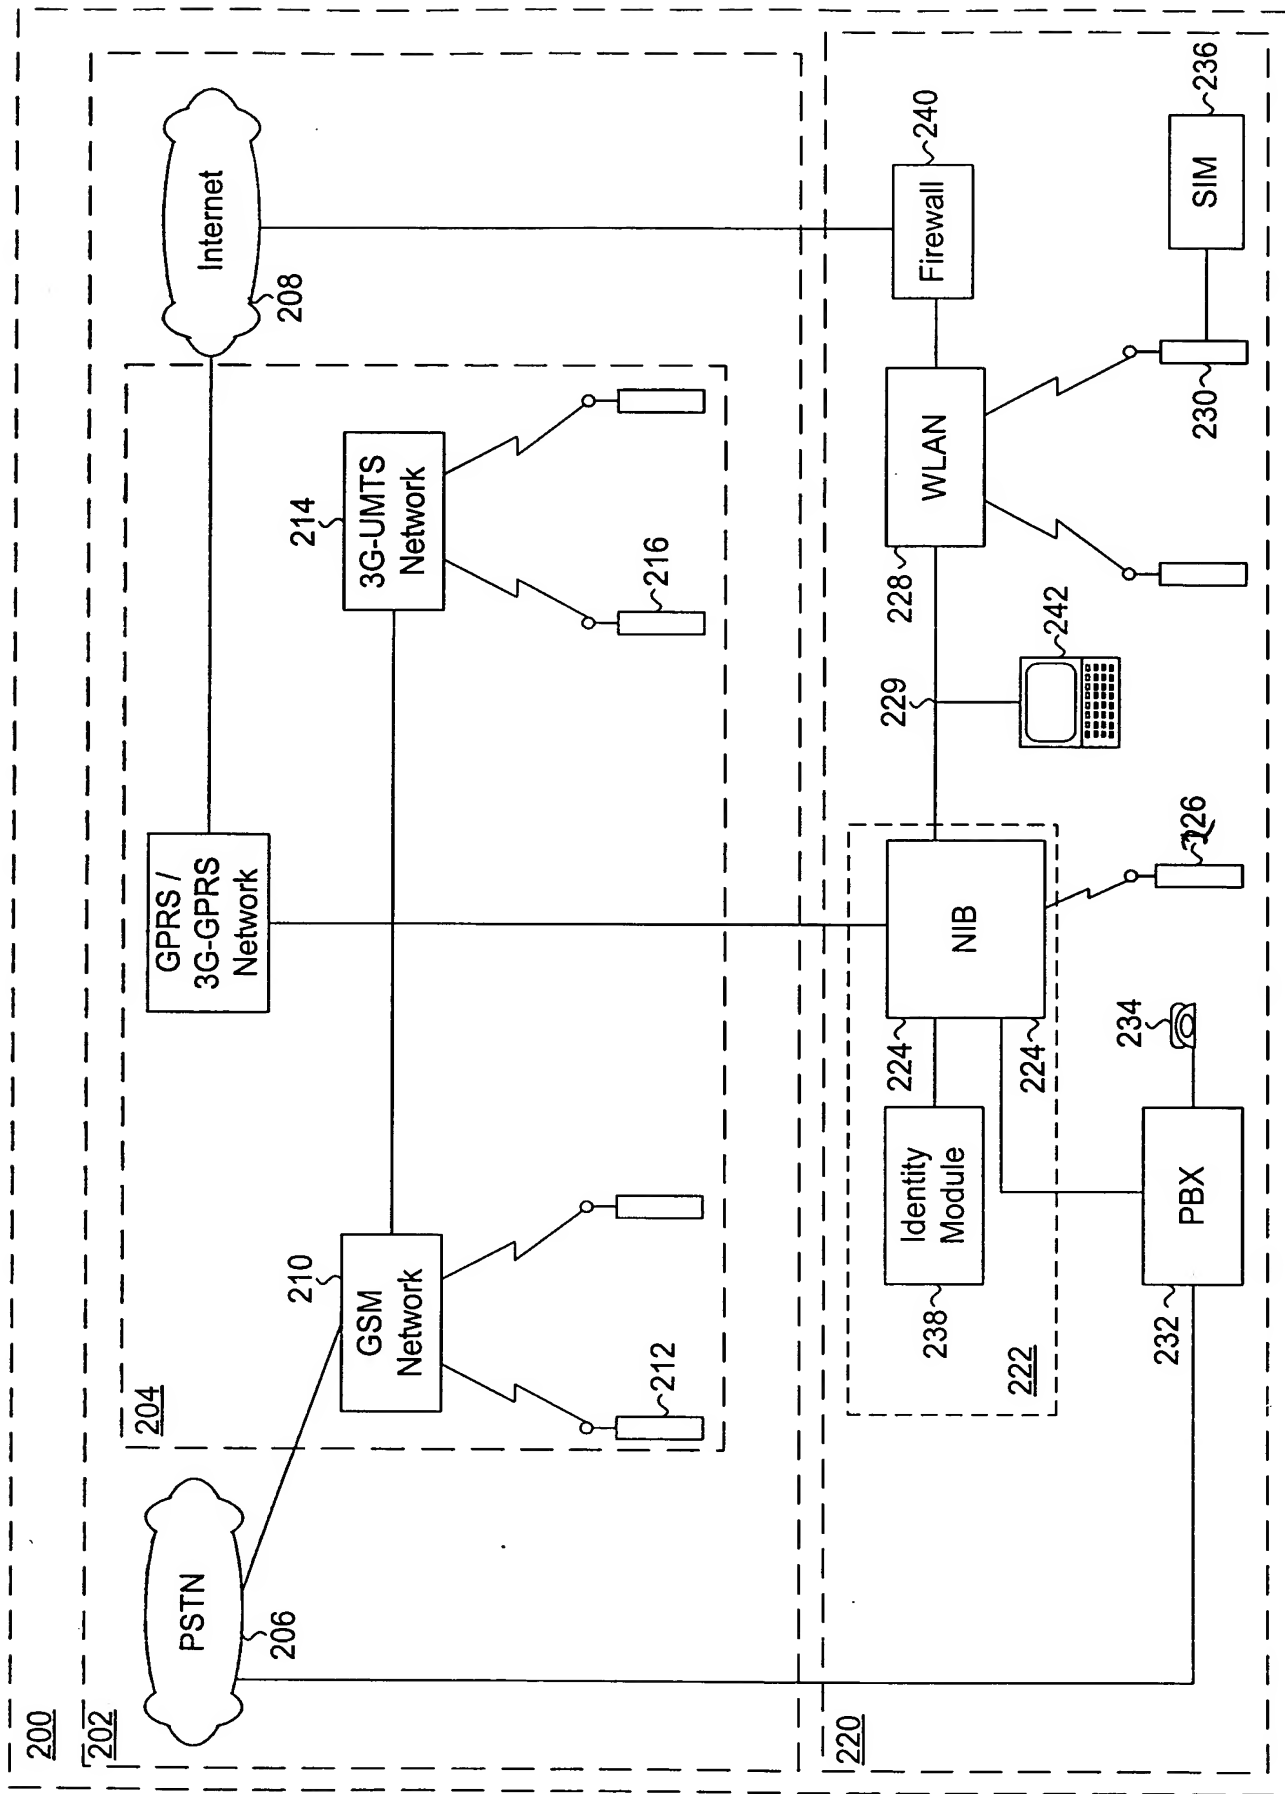 200
202
204
PSTN
206
GPRS /
3G-GPRS
Network
Internet
208
210
GSM
Network
212
214
3G-UMTS
Network
216
220
222
Identity
Module
238
224
224
NIB
226
229
242
228
WLAN
Firewall
240
232
PBX
234
230
SIM
236